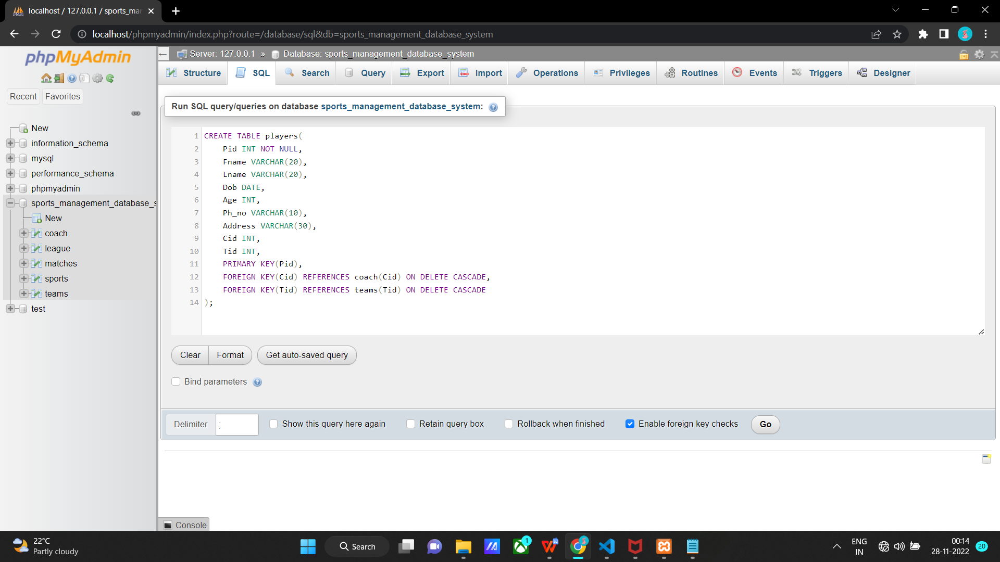 localhost / 127.0.0.1 / sports_mar
localhost/phpmyadmin/index.php?route=/database/sql&db=sports_management_database_system
phpMyAdmin
Recent
Favorites
New
information_schema
mysql
performance_schema
phpmyadmin
sports_management_database_s
New
coach
league
matches
sports
teams
test
Server: 127.0.0.1 » Database: sports_management_database_system
Structure
SQL
Search
Query
Export
Import
Operations
Privileges
Routines
Events
Triggers
Designer
Run SQL query/queries on database sports_management_database_system:
1 CREATE TABLE players(
2 Pid INT NOT NULL,
3 Fname VARCHAR(20),
4 Lname VARCHAR(20),
5 Dob DATE,
6 Age INT,
7 Ph_no VARCHAR(10),
8 Address VARCHAR(30),
9 Cid INT,
10 Tid INT,
11 PRIMARY KEY(Pid),
12 FOREIGN KEY(Cid) REFERENCES coach(Cid) ON DELETE CASCADE,
13 FOREIGN KEY(Tid) REFERENCES teams(Tid) ON DELETE CASCADE
14 );
Clear
Format
Get auto-saved query
Bind parameters
Delimiter
;
Show this query here again
Retain query box
Rollback when finished
Enable foreign key checks
Go
Console
22°C
Partly cloudy
Search
1
ENG
IN
00:14
28-11-2022
20